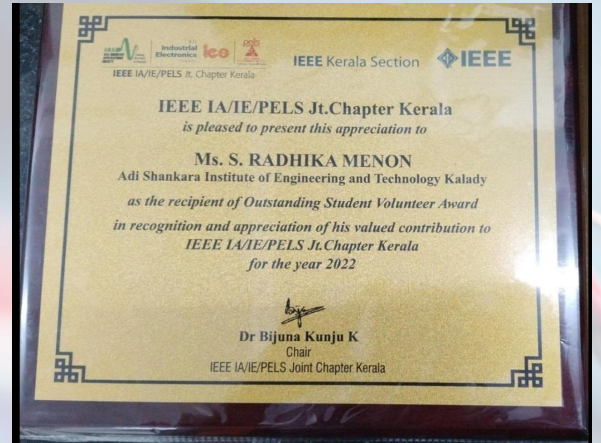 Industrial
Electronics
ies
IEEE IA/IE/PELS Jt. Chapter Kerala
IEEE Kerala Section
IEEE
IEEE IA/IE/PELS Jt.Chapter Kerala
is pleased to present this appreciation to
Ms. S. RADHIKA MENON
Adi Shankara Institute of Engineering and Technology Kalady
as the recipient of Outstanding Student Volunteer Award
in recognition and appreciation of his valued contribution to
IEEE IA/IE/PELS Jt.Chapter Kerala
for the year 2022
Dr Bijuna Kunju K
Chair
IEEE IA/IE/PELS Joint Chapter Kerala